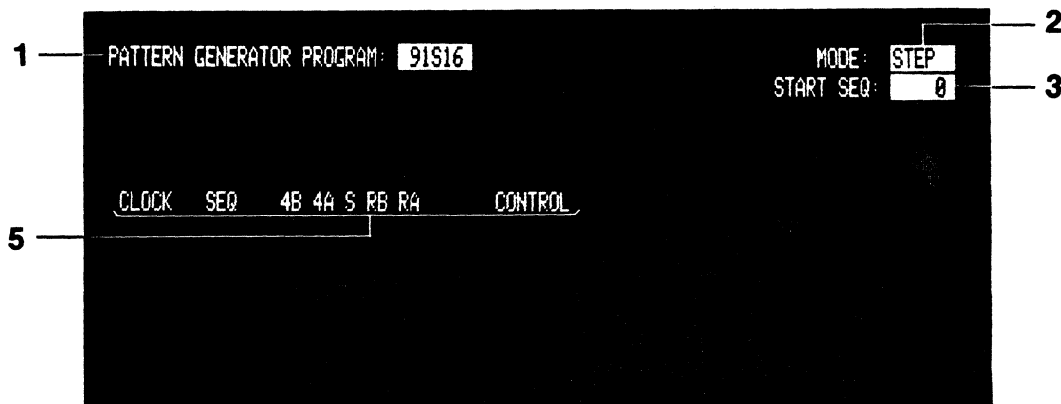 2
1 PATTERN GENERATOR PROGRAM: 91S16 MODE: STEP
START SEQ: 0 3
CLOCK SEQ 4B 4A S RB RA CONTROL
5